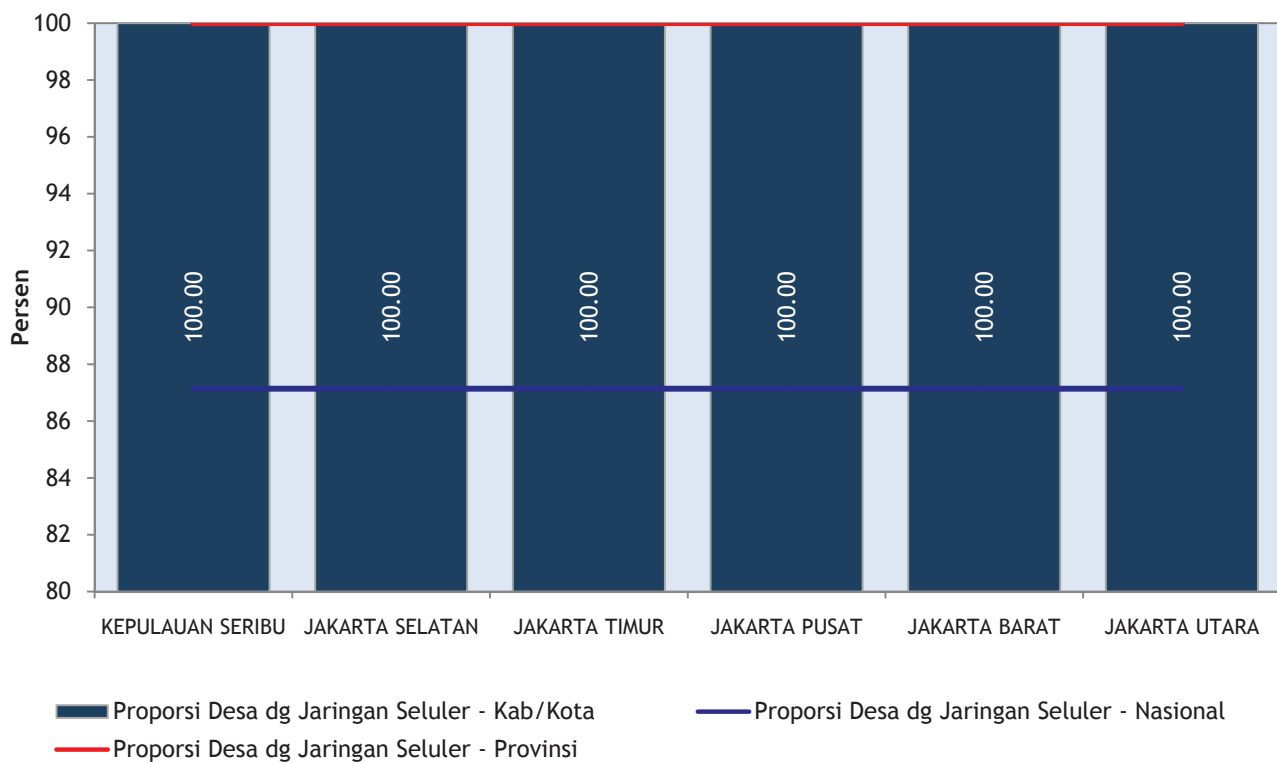 100
98
96
94
92
90
88
86
84
82
80
Persen
100.00
100.00
100.00
100.00
100.00
100.00
KEPULAUAN SERIBU
JAKARTA SELATAN
JAKARTA TIMUR
JAKARTA PUSAT
JAKARTA BARAT
JAKARTA UTARA
Proporsi Desa dg Jaringan Seluler - Kab/Kota
Proporsi Desa dg Jaringan Seluler - Nasional
Proporsi Desa dg Jaringan Seluler - Provinsi